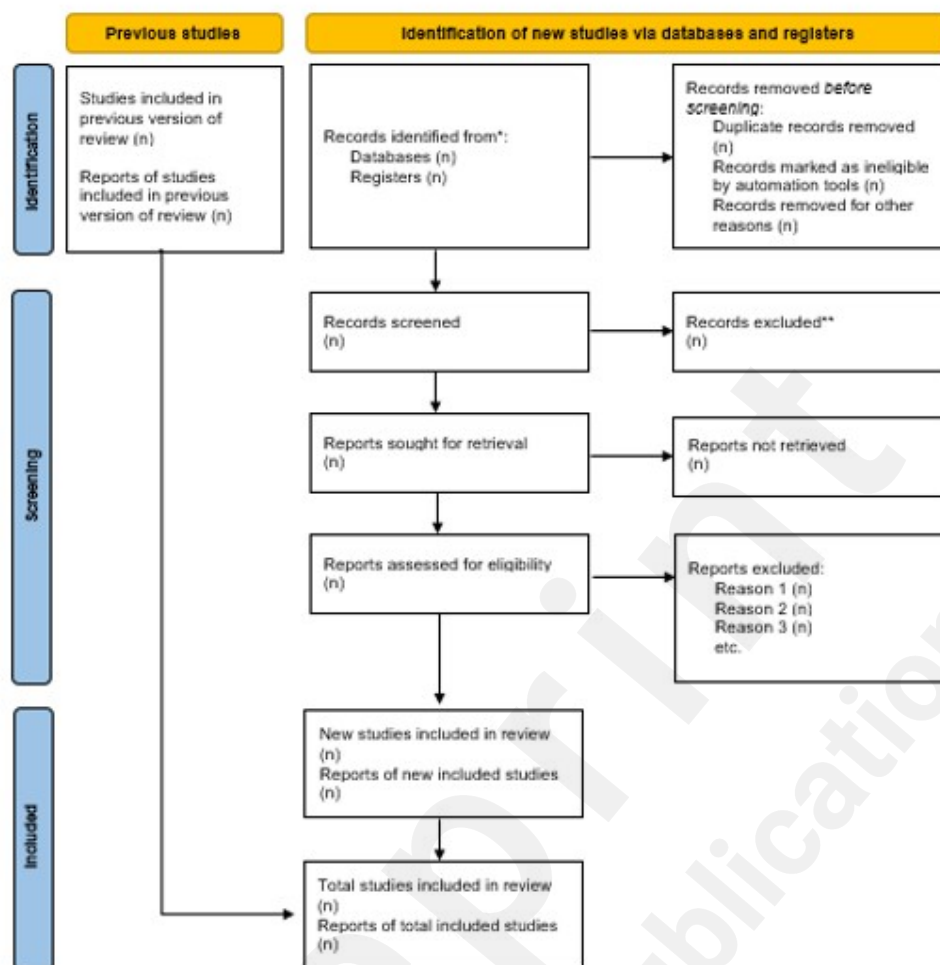 Previous studies
Identification of new studies via databases and registers
Identification
Studies included in
previous version of
review (n)
Reports of studies
included in previous
version of review (n)
Records identified from*:
Databases (n)
Registers (n)
Records removed before
screening:
Duplicate records removed
(n)
Records marked as ineligible
by automation tools (n)
Records removed for other
reasons (n)
Screening
Records screened
(n)
Records excluded**
(n)
Reports sought for retrieval
(n)
Reports not retrieved
(n)
Reports assessed for eligibility
(n)
Reports excluded:
Reason 1 (n)
Reason 2 (n)
Reason 3 (n)
etc.
Included
New studies included in review
(n)
Reports of new included studies
(n)
Total studies included in review
(n)
Reports of total included studies
(n)